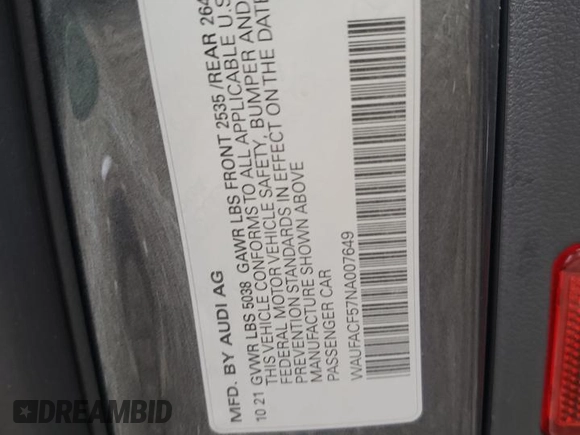 MFD. BY AUDI AG
10 21 GVWR LBS 5038 GAWR LBS FRONT 2535 /REAR 264
THIS VEHICLE CONFORMS TO ALL APPLICABLE U.S
FEDERAL MOTOR VEHICLE SAFETY, BUMPER AND
PREVENTION STANDARDS IN EFFECT ON THE DATE
MANUFACTURE SHOWN ABOVE
PASSENGER CAR
WAUFACF57NA007649
DREAMBID